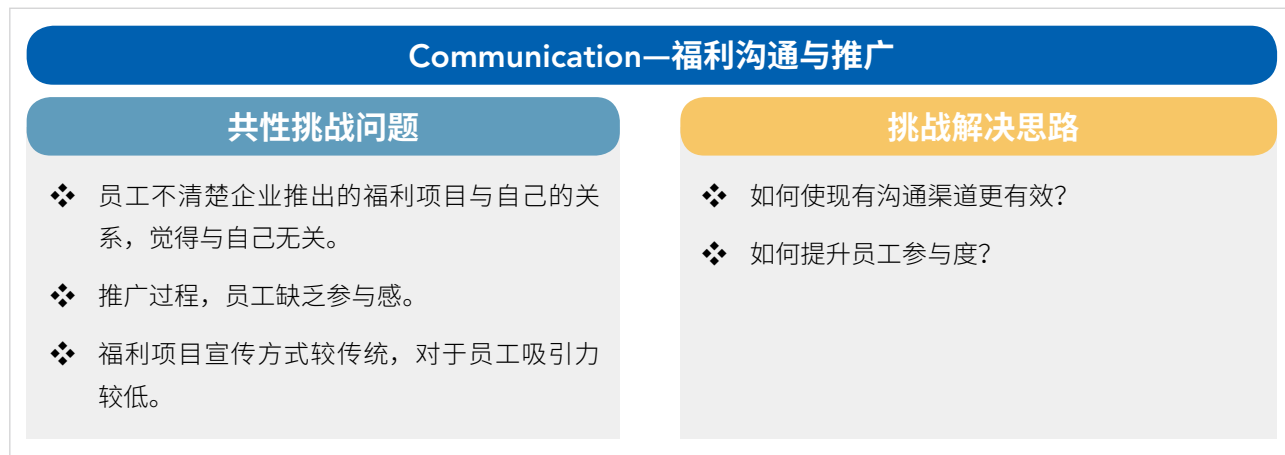 Communication—福利沟通与推广
共性挑战问题
❖ 员工不清楚企业推出的福利项目与自己的关
系，觉得与自己无关。
❖ 推广过程，员工缺乏参与感。
❖ 福利项目宣传方式较传统，对于员工吸引力
较低。
挑战解决思路
❖ 如何使现有沟通渠道更有效？
❖ 如何提升员工参与度？